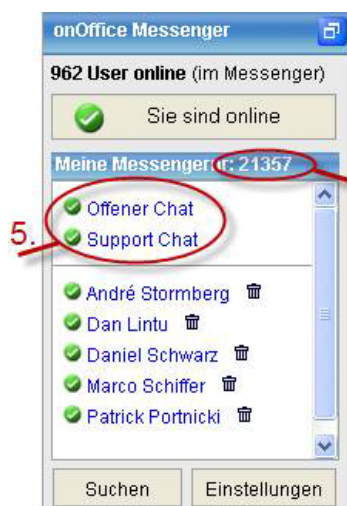 onOffice Messenger
962 User online (im Messenger)
Sie sind online
Meine Messengernr: 21357
Offener Chat
5.
Support Chat
André Stormberg
Dan Lintu
Daniel Schwarz
Marco Schiffer
Patrick Portnicki
Suchen Einstellungen